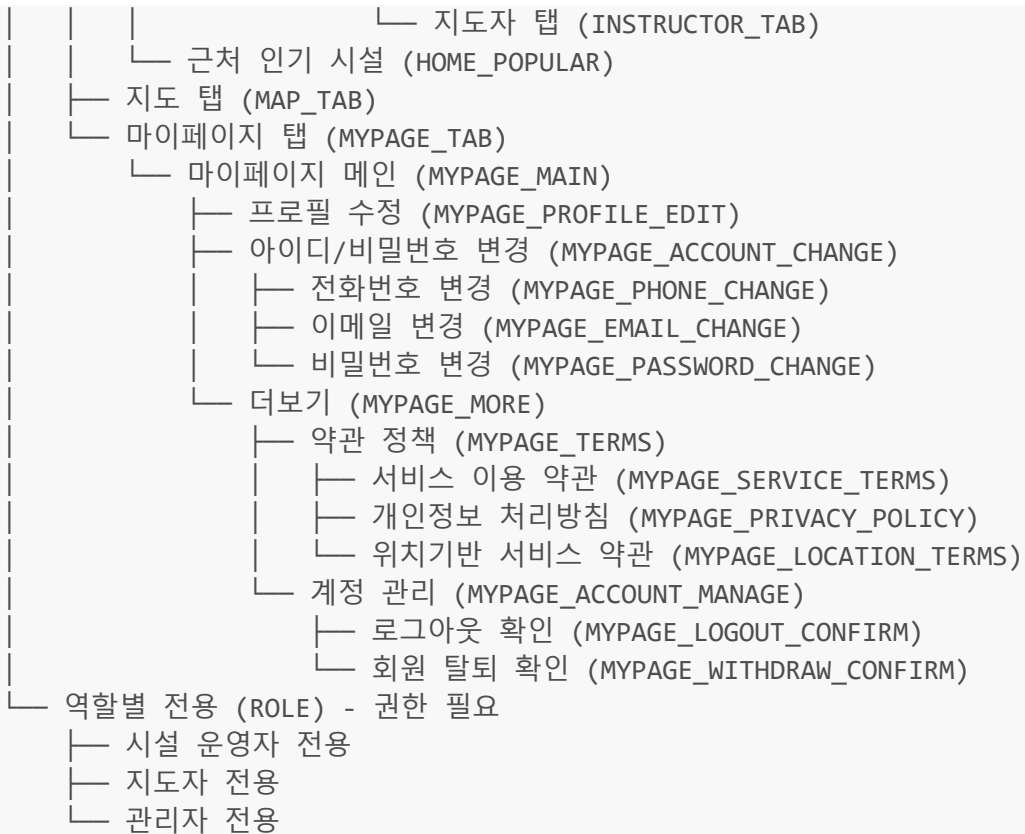 │   │   │               └── 지도자 탭 (INSTRUCTOR_TAB)
│   │   └── 근처 인기 시설 (HOME_POPULAR)
│   ├── 지도 탭 (MAP_TAB)
│   └── 마이페이지 탭 (MYPAGE_TAB)
│       └── 마이페이지 메인 (MYPAGE_MAIN)
│           ├── 프로필 수정 (MYPAGE_PROFILE_EDIT)
│           ├── 아이디/비밀번호 변경 (MYPAGE_ACCOUNT_CHANGE)
│           │   ├── 전화번호 변경 (MYPAGE_PHONE_CHANGE)
│           │   ├── 이메일 변경 (MYPAGE_EMAIL_CHANGE)
│           │   └── 비밀번호 변경 (MYPAGE_PASSWORD_CHANGE)
│           └── 더보기 (MYPAGE_MORE)
│               ├── 약관 정책 (MYPAGE_TERMS)
│               │   ├── 서비스 이용 약관 (MYPAGE_SERVICE_TERMS)
│               │   ├── 개인정보 처리방침 (MYPAGE_PRIVACY_POLICY)
│               │   └── 위치기반 서비스 약관 (MYPAGE_LOCATION_TERMS)
│               └── 계정 관리 (MYPAGE_ACCOUNT_MANAGE)
│                   ├── 로그아웃 확인 (MYPAGE_LOGOUT_CONFIRM)
│                   └── 회원 탈퇴 확인 (MYPAGE_WITHDRAW_CONFIRM)
└── 역할별 전용 (ROLE) - 권한 필요
    ├── 시설 운영자 전용
    ├── 지도자 전용
    └── 관리자 전용